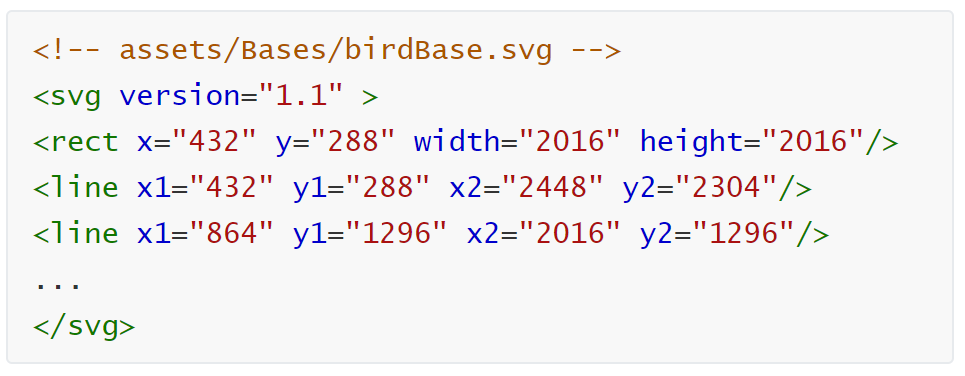 <!-- assets/Bases/birdBase.svg -->
<svg version="1.1" >
<rect x="432" y="288" width="2016" height="2016"/>
<line x1="432" y1="288" x2="2448" y2="2304"/>
<line x1="864" y1="1296" x2="2016" y2="1296"/>
...
</svg>